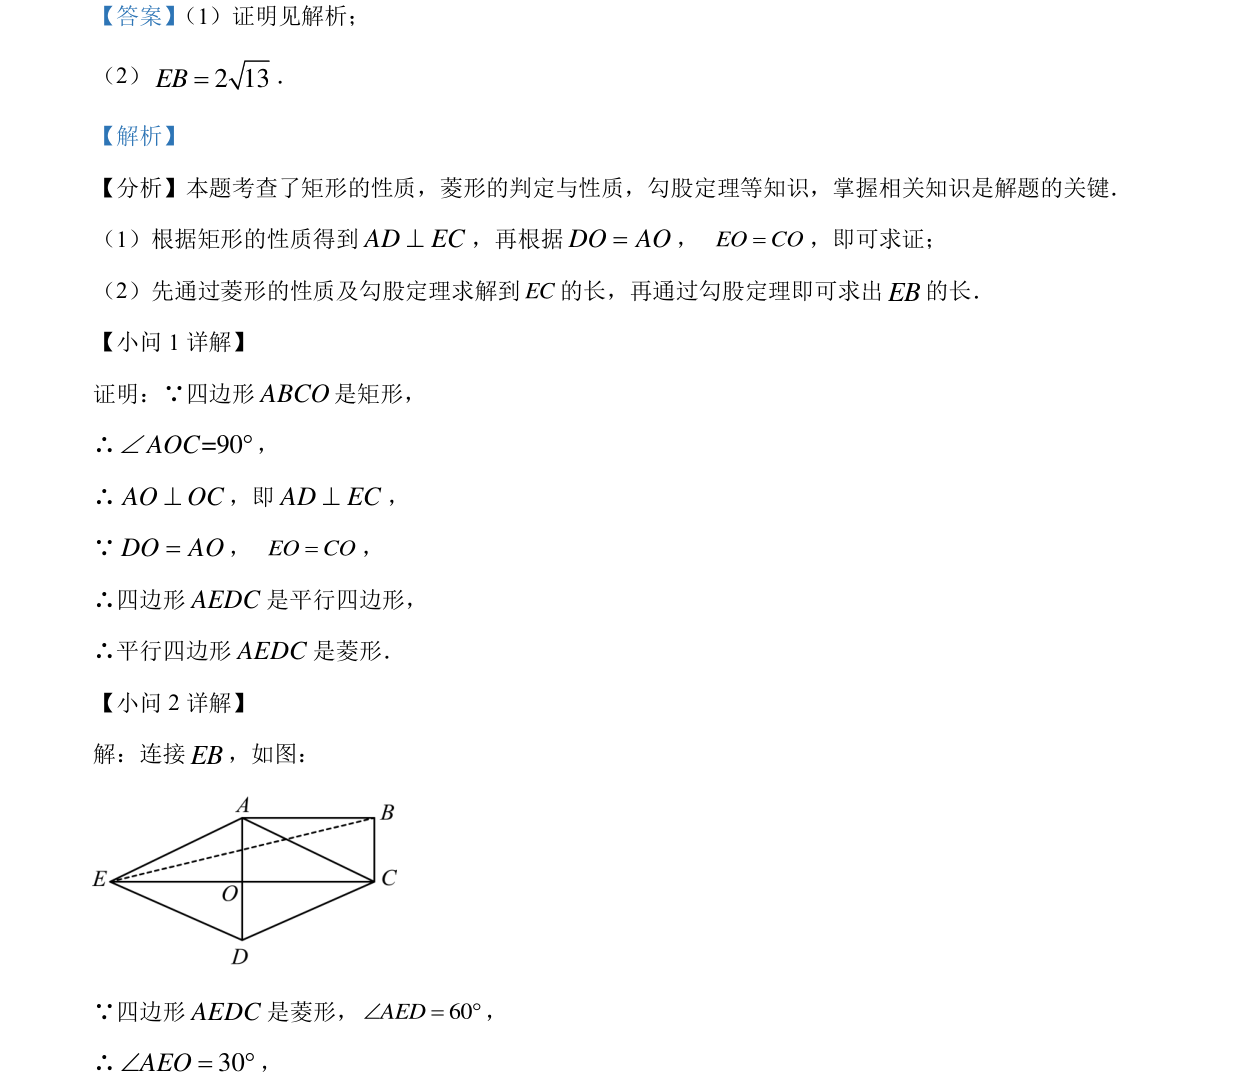 【答案】（1）证明见解析；
（2）EB = 2√13．
【解析】
【分析】本题考查了矩形的性质，菱形的判定与性质，勾股定理等知识，掌握相关知识是解题的关键．
（1）根据矩形的性质得到 AD ⊥ EC，再根据 DO = AO， EO = CO，即可求证；
（2）先通过菱形的性质及勾股定理求解到 EC 的长，再通过勾股定理即可求出 EB 的长．
【小问 1 详解】
证明：∵四边形 ABCO 是矩形，
∴∠AOC=90°，
∴ AO ⊥ OC，即 AD ⊥ EC，
∵ DO = AO， EO = CO，
∴四边形 AEDC 是平行四边形，
∴平行四边形 AEDC 是菱形．
【小问 2 详解】
解：连接 EB，如图：
A
B
E
O
C
D
∵四边形 AEDC 是菱形，∠AED = 60°，
∴∠AEO = 30°，